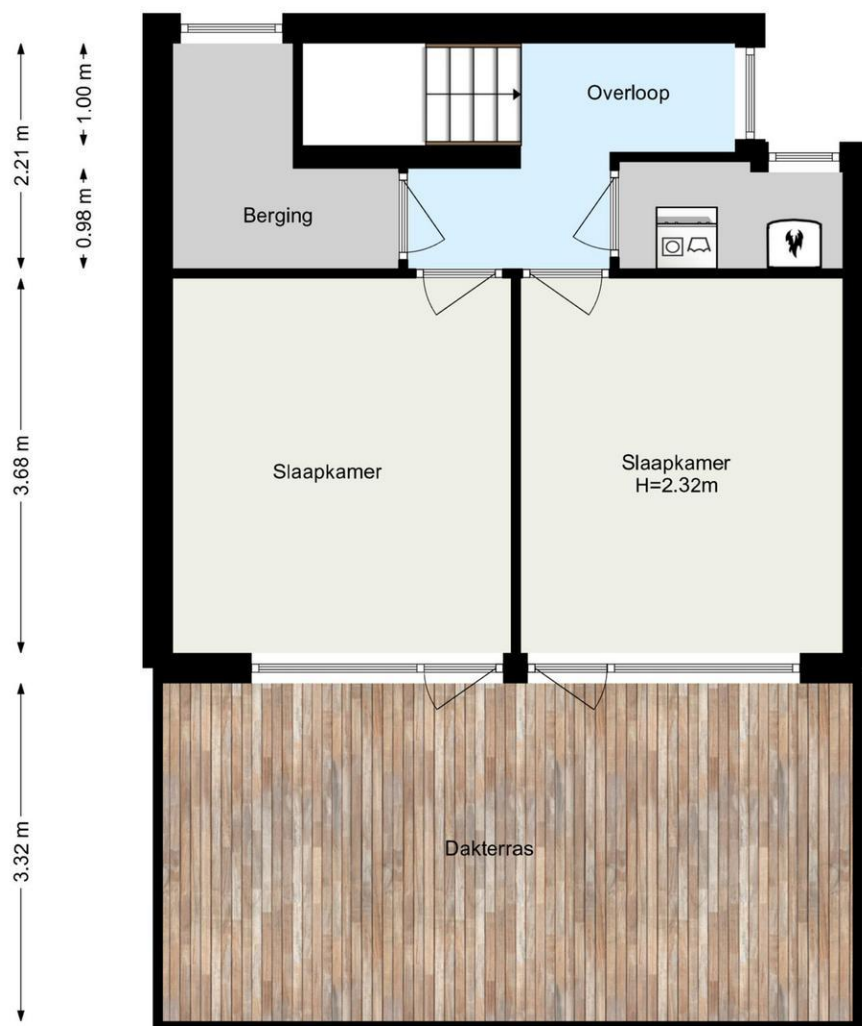 Overloop
Berging
Slaapkamer
Slaapkamer
H=2.32m
Dakterras
2.21 m
1.00 m
0.98 m
3.68 m
3.32 m